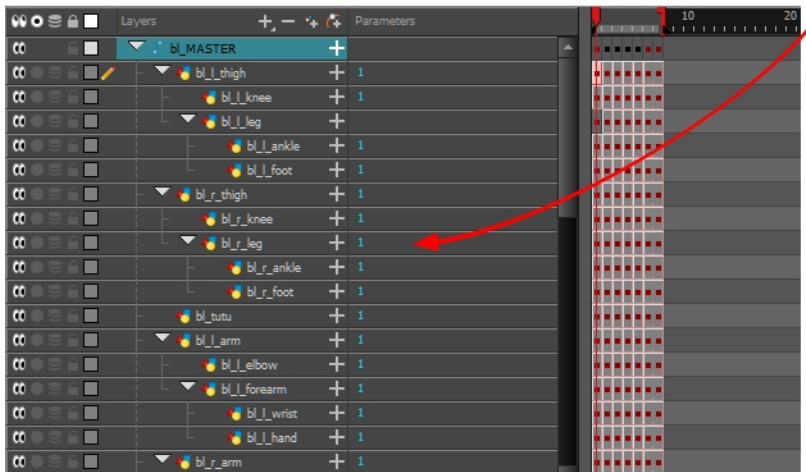 Layers Parameters 10 20
bl_MASTER
bl_l_thigh 1
bl_l_knee 1
bl_l_leg
bl_l_ankle 1
bl_l_foot 1
bl_r_thigh 1
bl_r_knee 1
bl_r_leg 1
bl_r_ankle 1
bl_r_foot 1
bl_tutu 1
bl_l_arm 1
bl_l_elbow 1
bl_l_forearm 1
bl_l_wrist 1
bl_l_hand 1
bl_r_arm 1